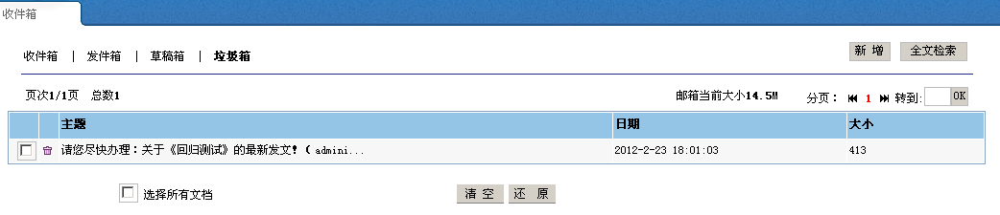 收件箱
收件箱 | 发件箱 | 草稿箱 | 垃圾箱 新 增 全文检索
页次1/1页 总数1 邮箱当前大小14.5M 分页： 1 转到: OK
主题 日期 大小
请您尽快办理：关于《回归测试》的最新发文！( admini... 2012-2-23 18:01:03 413
选择所有文档 清 空 还 原